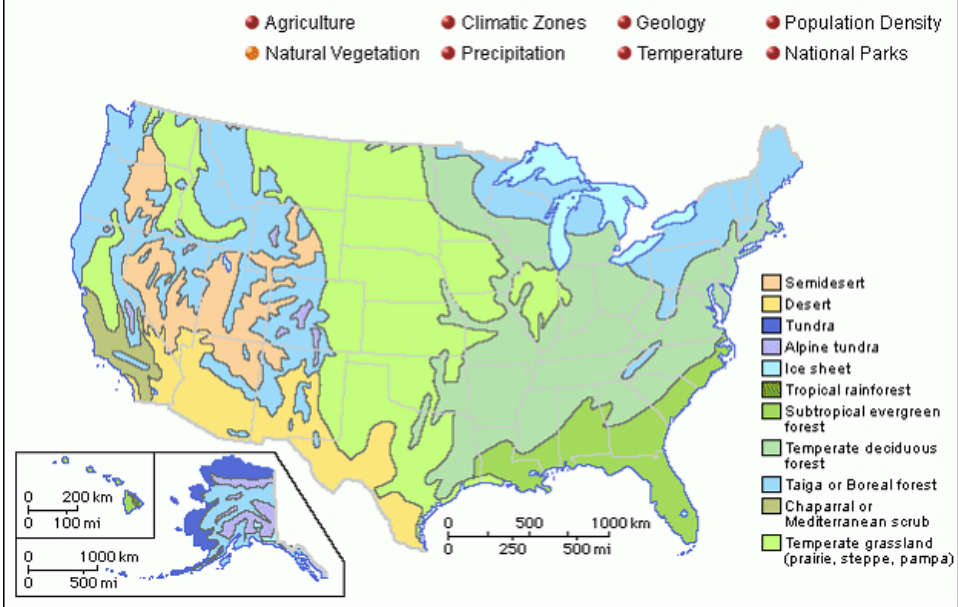 Agriculture
Climatic Zones
Geology
Population Density
Natural Vegetation
Precipitation
Temperature
National Parks
Semidesert
Desert
Tundra
Alpine tundra
Ice sheet
Tropical rainforest
Subtropical evergreen
forest
Temperate deciduous
forest
Taiga or Boreal forest
Chaparral or
Mediterranean scrub
Temperate grassland
(prairie, steppe, pampa)
0 200 km
0 100 mi
0 1000 km
0 500 mi
0 500 1000 km
0 250 500 mi